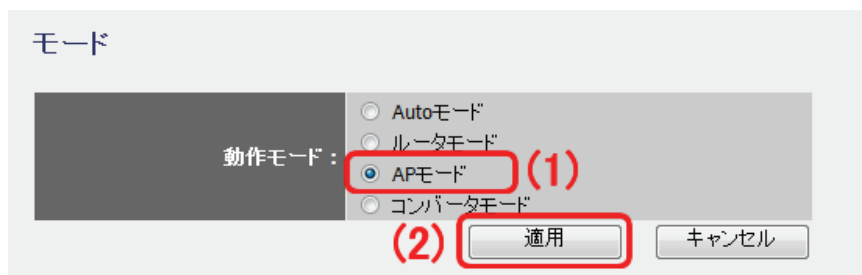 モード
動作モード：
Autoモード
ルータモード
APモード
(1)
コンバータモード
(2)
適用
キャンセル